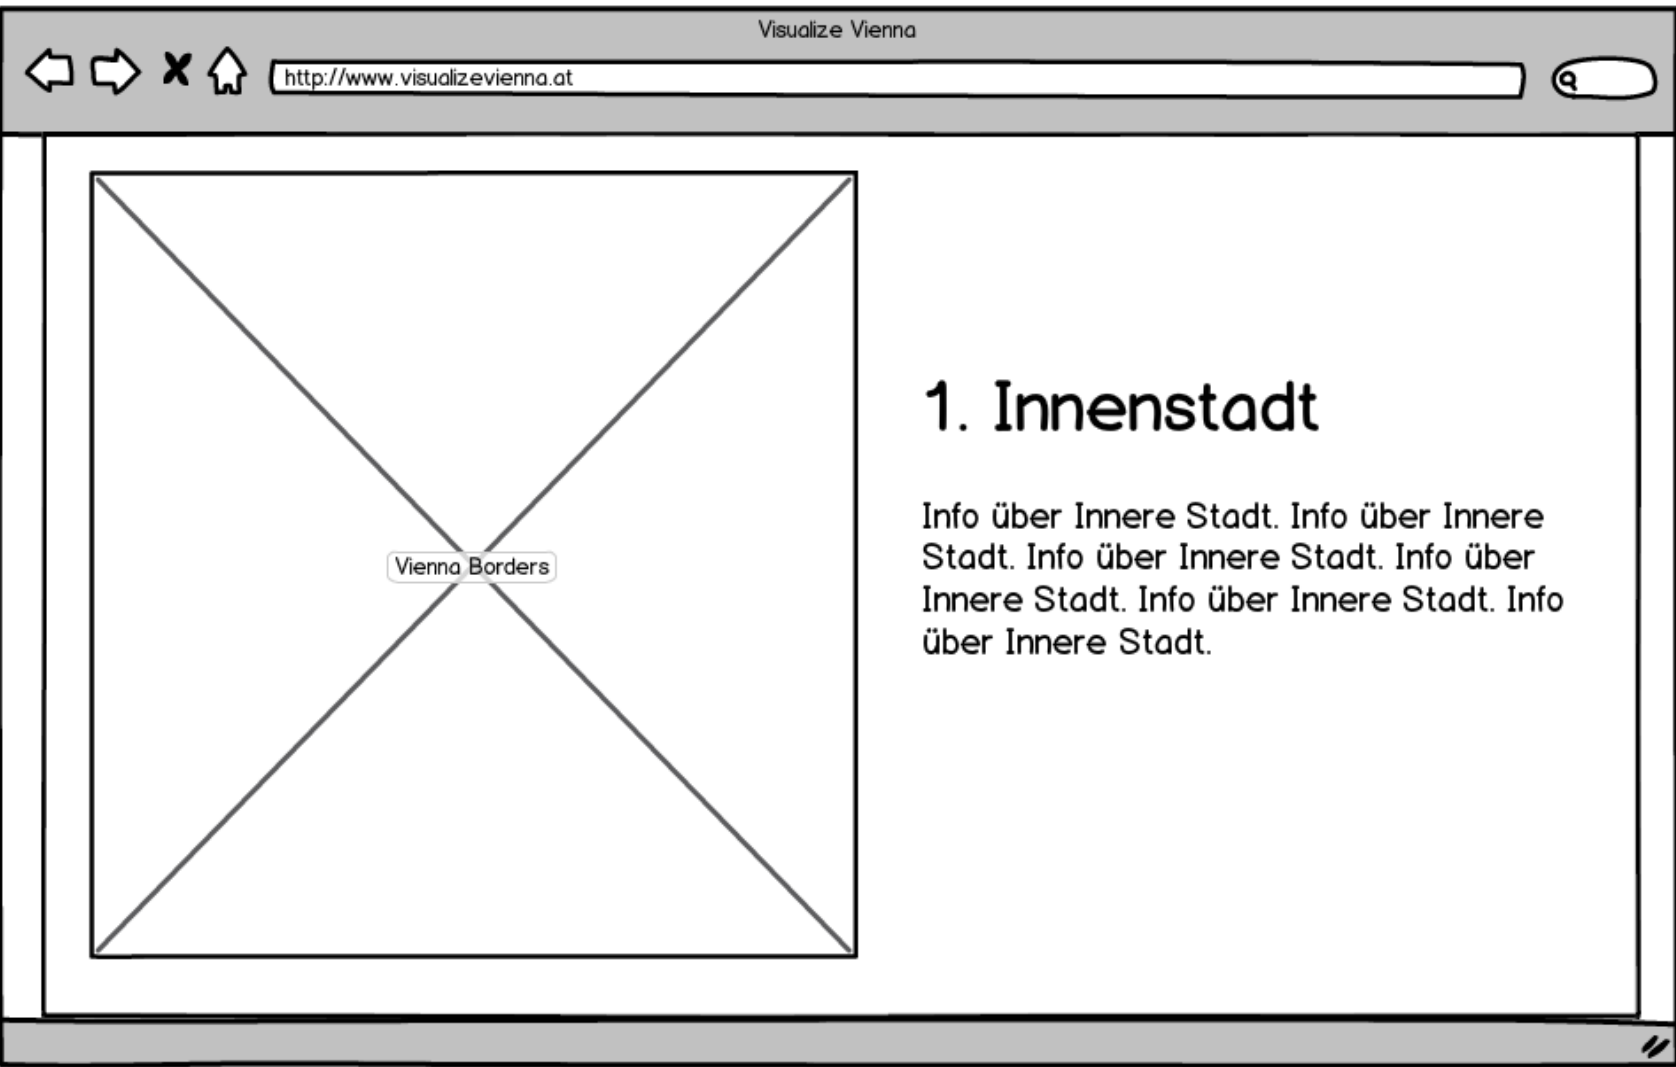 Visualize Vienna
http://www.visualizevienna.at
Vienna Borders
1. Innenstadt
Info über Innere Stadt. Info über Innere
Stadt. Info über Innere Stadt. Info über
Innere Stadt. Info über Innere Stadt. Info
über Innere Stadt.